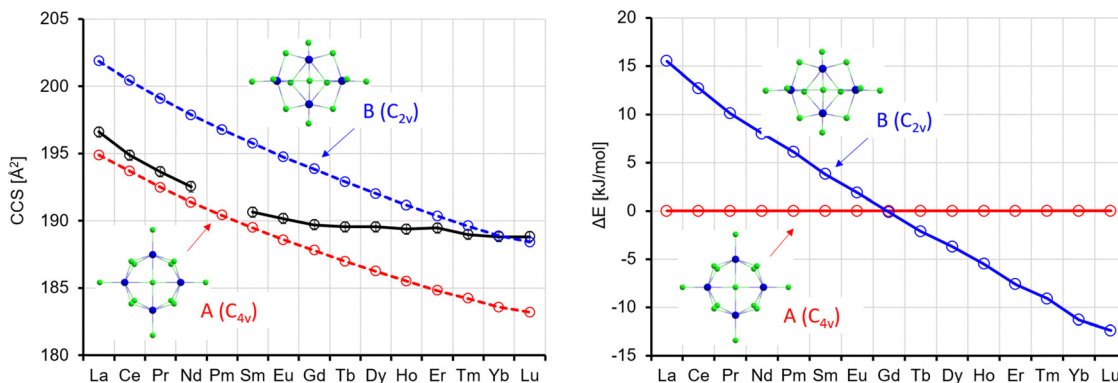 205
200
195
190
185
180
CCS [Å²]
B (C2v)
A (C4v)
La Ce Pr Nd Pm Sm Eu Gd Tb Dy Ho Er Tm Yb Lu
20
15
10
5
0
-5
-10
-15
ΔE [kJ/mol]
B (C2v)
A (C4v)
La Ce Pr Nd Pm Sm Eu Gd Tb Dy Ho Er Tm Yb Lu